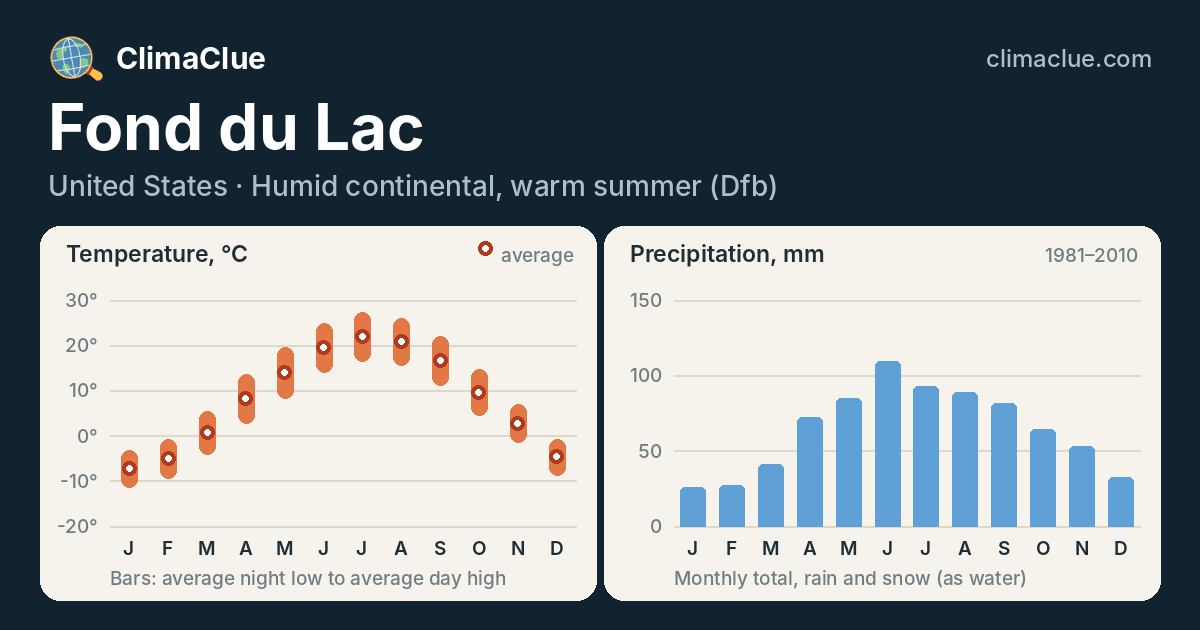 ClimaClue
climaclue.com
Fond du Lac
United States · Humid continental, warm summer (Dfb)
Temperature, °C
average
30°
20°
10°
0°
-10°
-20°
J F M A M J J A S O N D
Bars: average night low to average day high
Precipitation, mm
1981–2010
150
100
50
0
J F M A M J J A S O N D
Monthly total, rain and snow (as water)